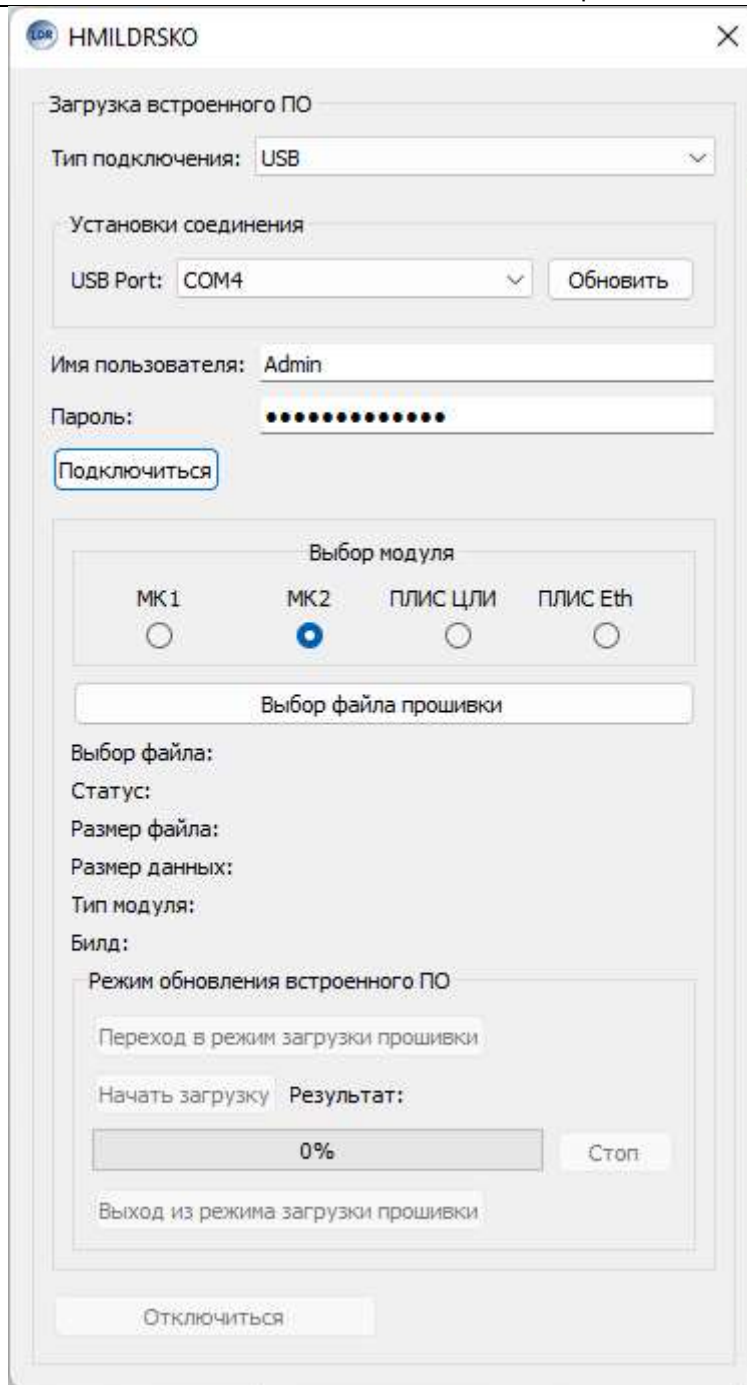 LDR HMILDRSKO
Загрузка встроенного ПО
Тип подключения: USB
Установки соединения
USB Port: COM4 Обновить
Имя пользователя: Admin
Пароль: •••••••••••••
Подключиться
Выбор модуля
МК1 МК2 ПЛИС ЦЛИ ПЛИС Eth
Выбор файла прошивки
Выбор файла:
Статус:
Размер файла:
Размер данных:
Тип модуля:
Билд:
Режим обновления встроенного ПО
Переход в режим загрузки прошивки
Начать загрузку Результат:
0% Стоп
Выход из режима загрузки прошивки
Отключиться